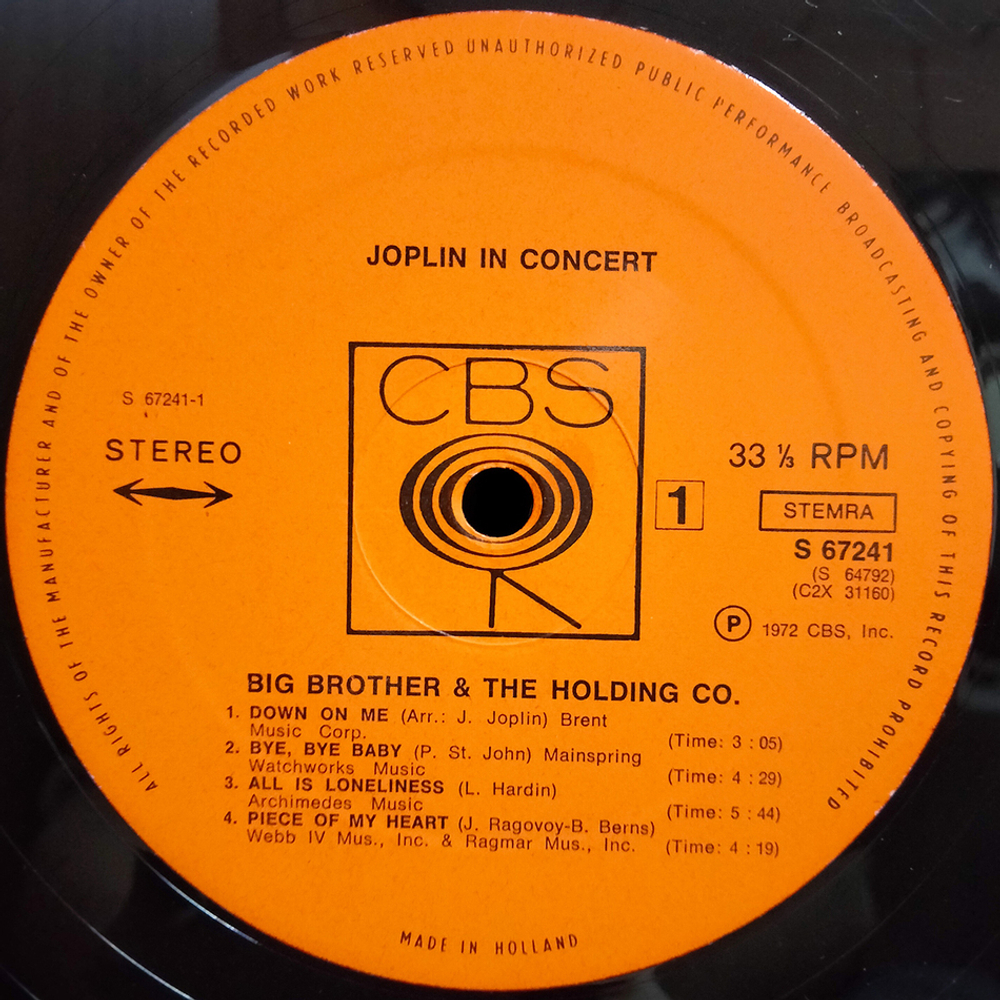 ALL RIGHTS OF THE MANUFACTURER AND OF THE OWNER OF THE RECORDED WORK RESERVED UNAUTHORIZED PUBLIC PERFORMANCE BROADCASTING AND COPYING OF THIS RECORD PROHIBITED
JOPLIN IN CONCERT
CBS
S 67241-1
STEREO
33 ⅓ RPM
1
STEMRA
S 67241
(S 64792)
(C2X 31160)
P 1972 CBS, Inc.
BIG BROTHER & THE HOLDING CO.
1. DOWN ON ME (Arr.: J. Joplin) Brent
Music Corp. (Time: 3 : 05)
2. BYE, BYE BABY (P. St. John) Mainspring
Watchworks Music (Time: 4 : 29)
3. ALL IS LONELINESS (L. Hardin)
Archimedes Music (Time: 5 : 44)
4. PIECE OF MY HEART (J. Ragovoy-B. Berns)
Webb IV Mus., Inc. & Ragmar Mus., Inc. (Time: 4 : 19)
MADE IN HOLLAND